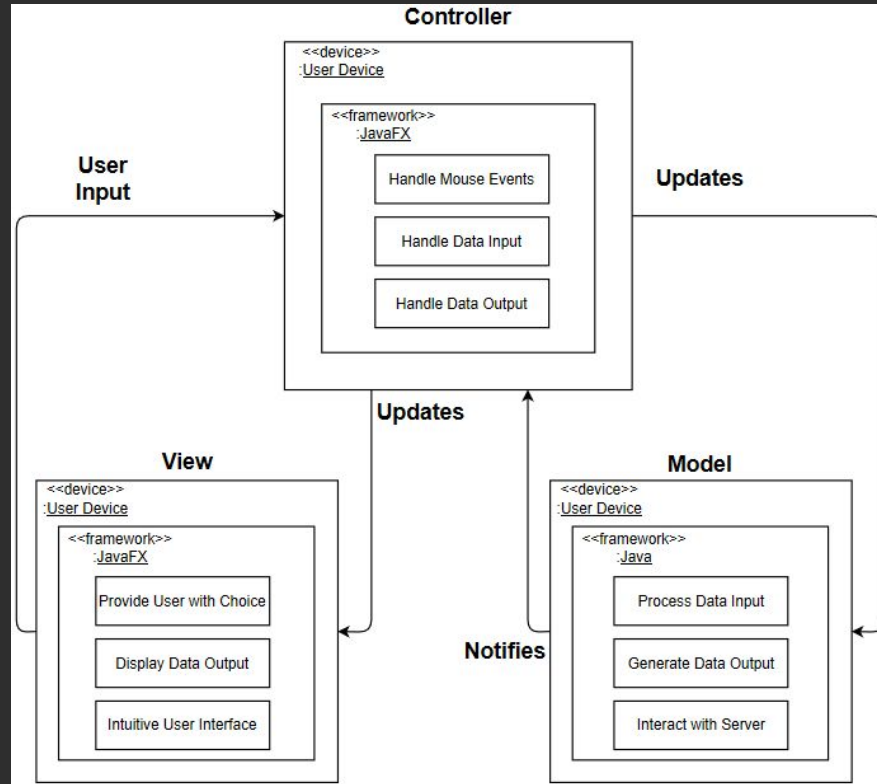 Controller
<<device>>
:User Device
<<framework>>
:JavaFX
Handle Mouse Events
Handle Data Input
Handle Data Output
User
Input
Updates
Updates
View
<<device>>
:User Device
<<framework>>
:JavaFX
Provide User with Choice
Display Data Output
Intuitive User Interface
Notifies
Model
<<device>>
:User Device
<<framework>>
:Java
Process Data Input
Generate Data Output
Interact with Server